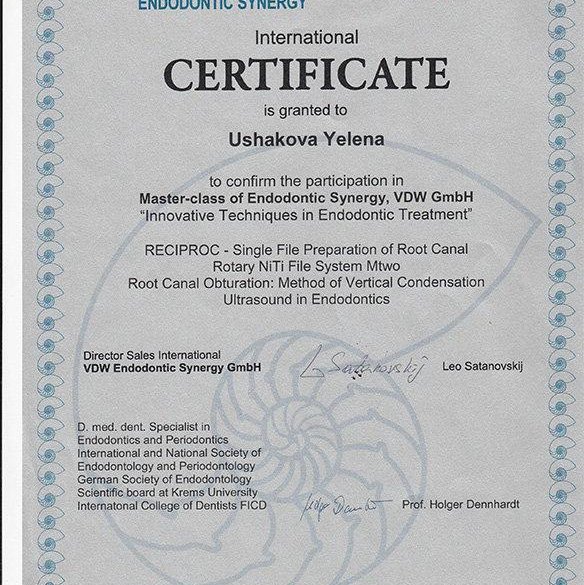 ENDODONTIC SYNERGY
International
CERTIFICATE
is granted to
Ushakova Yelena
to confirm the participation in
Master-class of Endodontic Synergy, VDW GmbH
“Innovative Techniques in Endodontic Treatment”
RECIPROC - Single File Preparation of Root Canal
Rotary NiTi File System Mtwo
Root Canal Obturation: Method of Vertical Condensation
Ultrasound in Endodontics
Director Sales International
VDW Endodontic Synergy GmbH
L Satanovskij
Leo Satanovskij
D. med. dent. Specialist in
Endodontics and Periodontics
International and National Society of
Endodontology and Periodontology
German Society of Endodontology
Scientific board at Krems University
Internatonal College of Dentists FICD
Prof. Holger Dennhardt